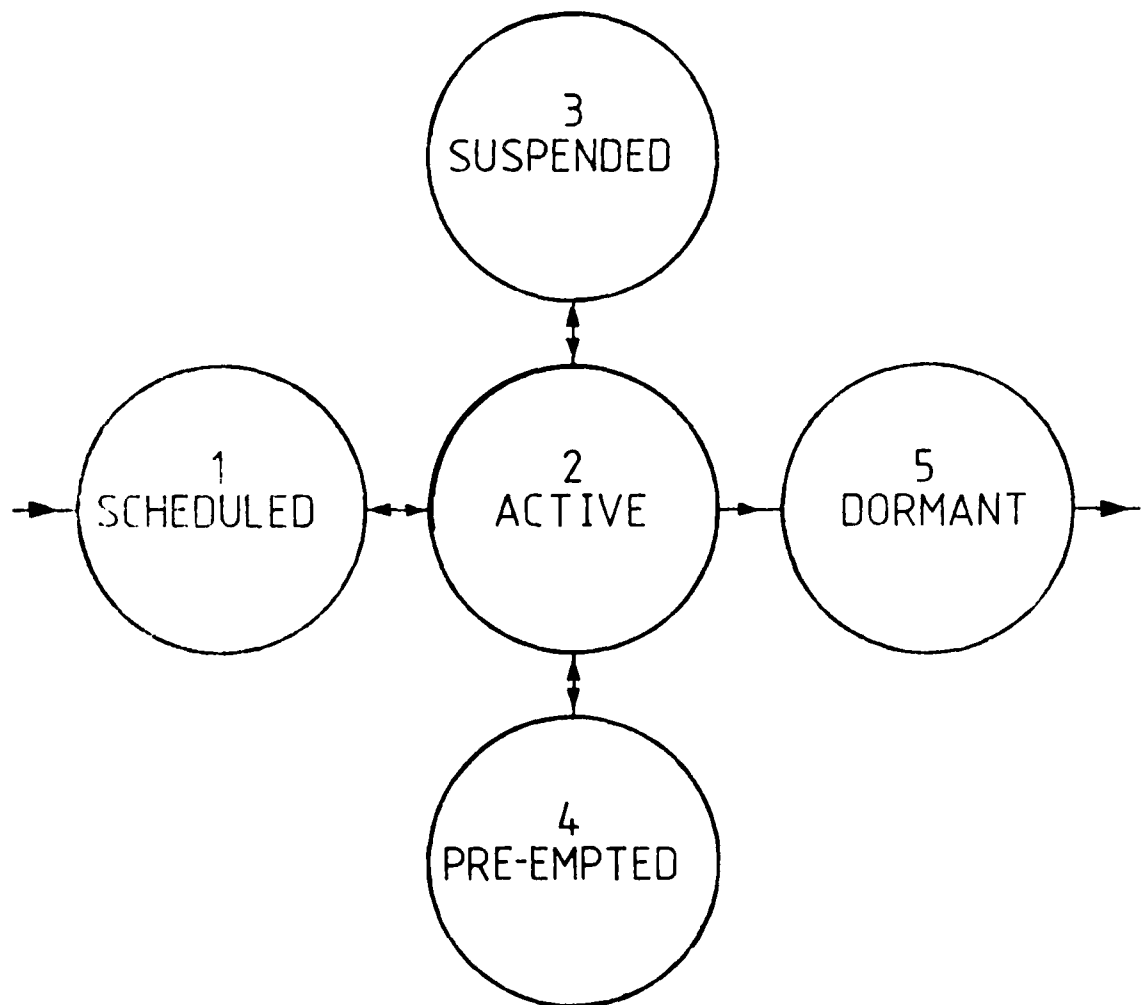 3
SUSPENDED
1
SCHEDULED
2
ACTIVE
5
DORMANT
4
PRE-EMPTED